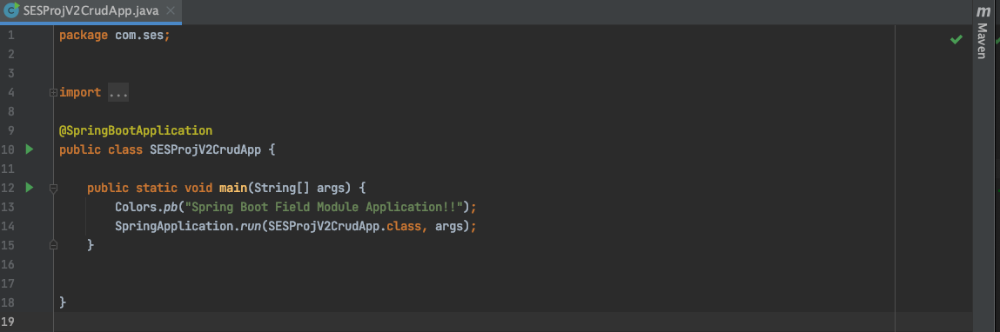 SESProjV2CrudApp.java
m Maven
1 package com.ses;
2
3
4 import ...
8
9 @SpringBootApplication
10 public class SESProjV2CrudApp {
11
12 public static void main(String[] args) {
13 Colors.pb("Spring Boot Field Module Application!!");
14 SpringApplication.run(SESProjV2CrudApp.class, args);
15 }
16
17
18 }
19